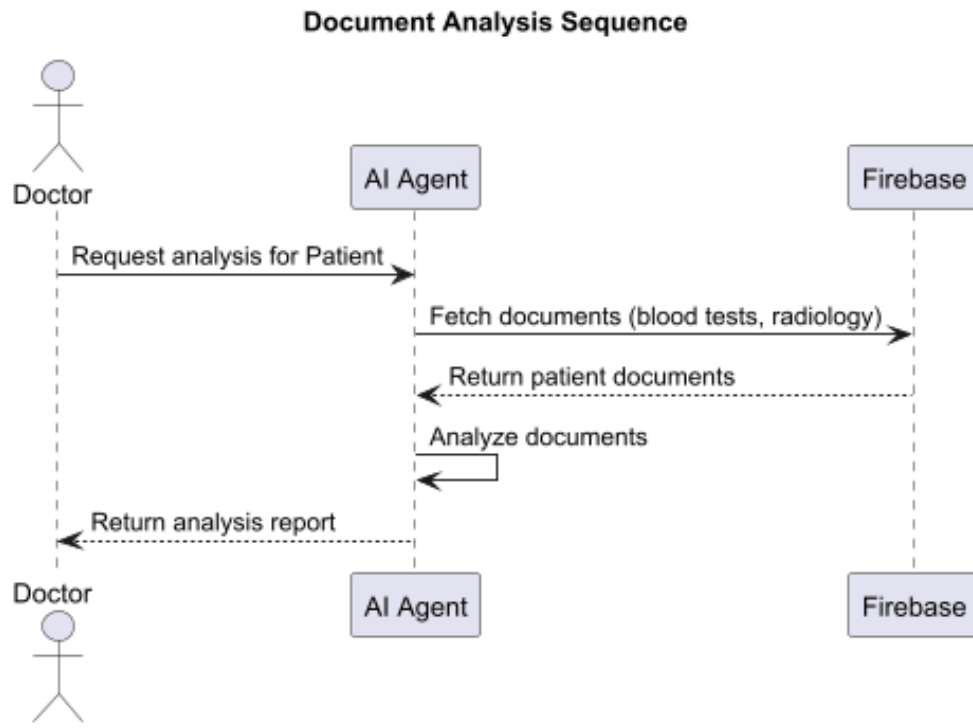 Document Analysis Sequence
Doctor
AI Agent
Firebase
Request analysis for Patient
Fetch documents (blood tests, radiology)
Return patient documents
Analyze documents
Return analysis report
Doctor
AI Agent
Firebase